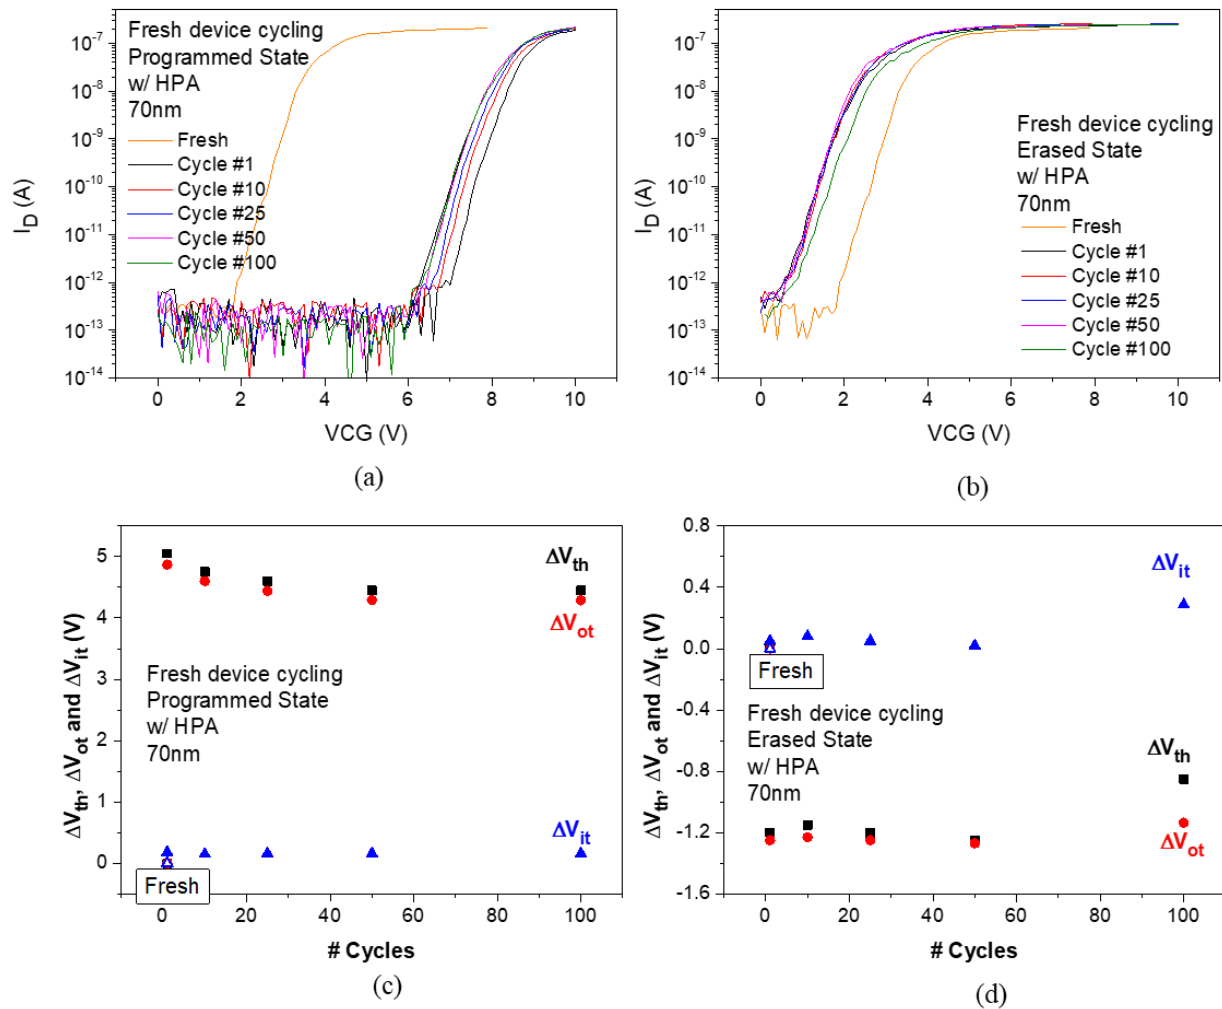 Fresh device cycling
Programmed State
w/ HPA
70nm
Fresh
Cycle #1
Cycle #10
Cycle #25
Cycle #50
Cycle #100
10⁻⁷
10⁻⁸
10⁻⁹
10⁻¹⁰
10⁻¹¹
10⁻¹²
10⁻¹³
10⁻¹⁴
I_D (A)
0 2 4 6 8 10
VCG (V)
(a)
10⁻⁷
10⁻⁸
10⁻⁹
10⁻¹⁰
10⁻¹¹
10⁻¹²
10⁻¹³
10⁻¹⁴
I_D (A)
Fresh device cycling
Erased State
w/ HPA
70nm
Fresh
Cycle #1
Cycle #10
Cycle #25
Cycle #50
Cycle #100
0 2 4 6 8 10
VCG (V)
(b)
5
4
3
2
1
0
ΔV_th, ΔV_ot and ΔV_it (V)
ΔV_th
ΔV_ot
Fresh device cycling
Programmed State
w/ HPA
70nm
ΔV_it
Fresh
0 20 40 60 80 100
# Cycles
(c)
0.8
0.4
0.0
-0.4
-0.8
-1.2
-1.6
ΔV_th, ΔV_ot and ΔV_it (V)
ΔV_it
Fresh
Fresh device cycling
Erased State
w/ HPA
70nm
ΔV_th
ΔV_ot
0 20 40 60 80 100
# Cycles
(d)